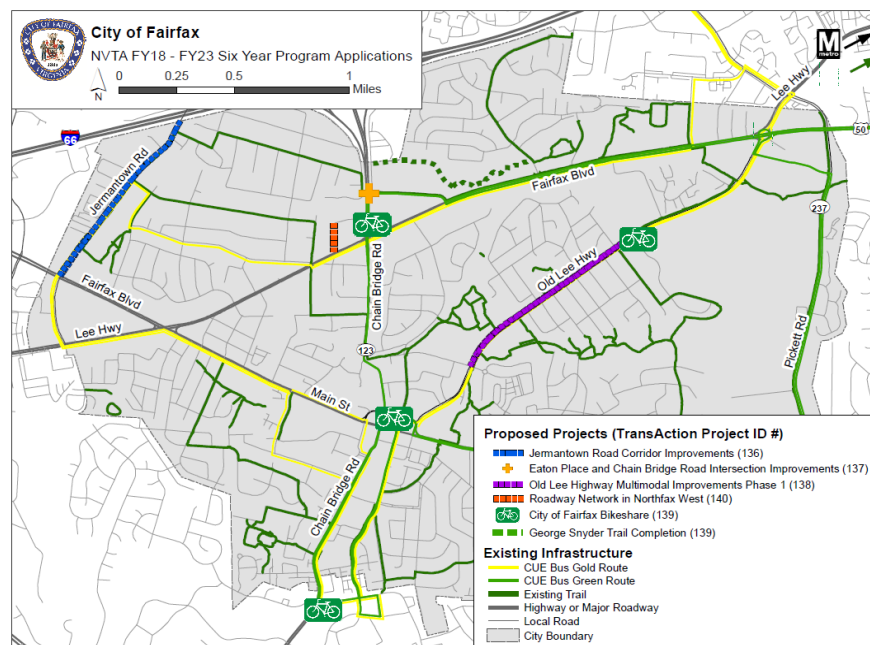 CITY OF FAIRFAX
VIRGINIA
City of Fairfax
NVTA FY18 - FY23 Six Year Program Applications
N
0 0.25 0.5 1
Miles
M
metro
Lee Hwy
66
50
Jermantown Rd
Fairfax Blvd
237
Old Lee Hwy
Chain Bridge Rd
Fairfax Blvd
Lee Hwy
Pickett Rd
123
Main St
Chain Bridge Rd
Proposed Projects (TransAction Project ID #)
Jermantown Road Corridor Improvements (136)
Eaton Place and Chain Bridge Road Intersection Improvements (137)
Old Lee Highway Multimodal Improvements Phase 1 (138)
Roadway Network in Northfax West (140)
City of Fairfax Bikeshare (139)
George Snyder Trail Completion (139)
Existing Infrastructure
CUE Bus Gold Route
CUE Bus Green Route
Existing Trail
Highway or Major Roadway
Local Road
City Boundary